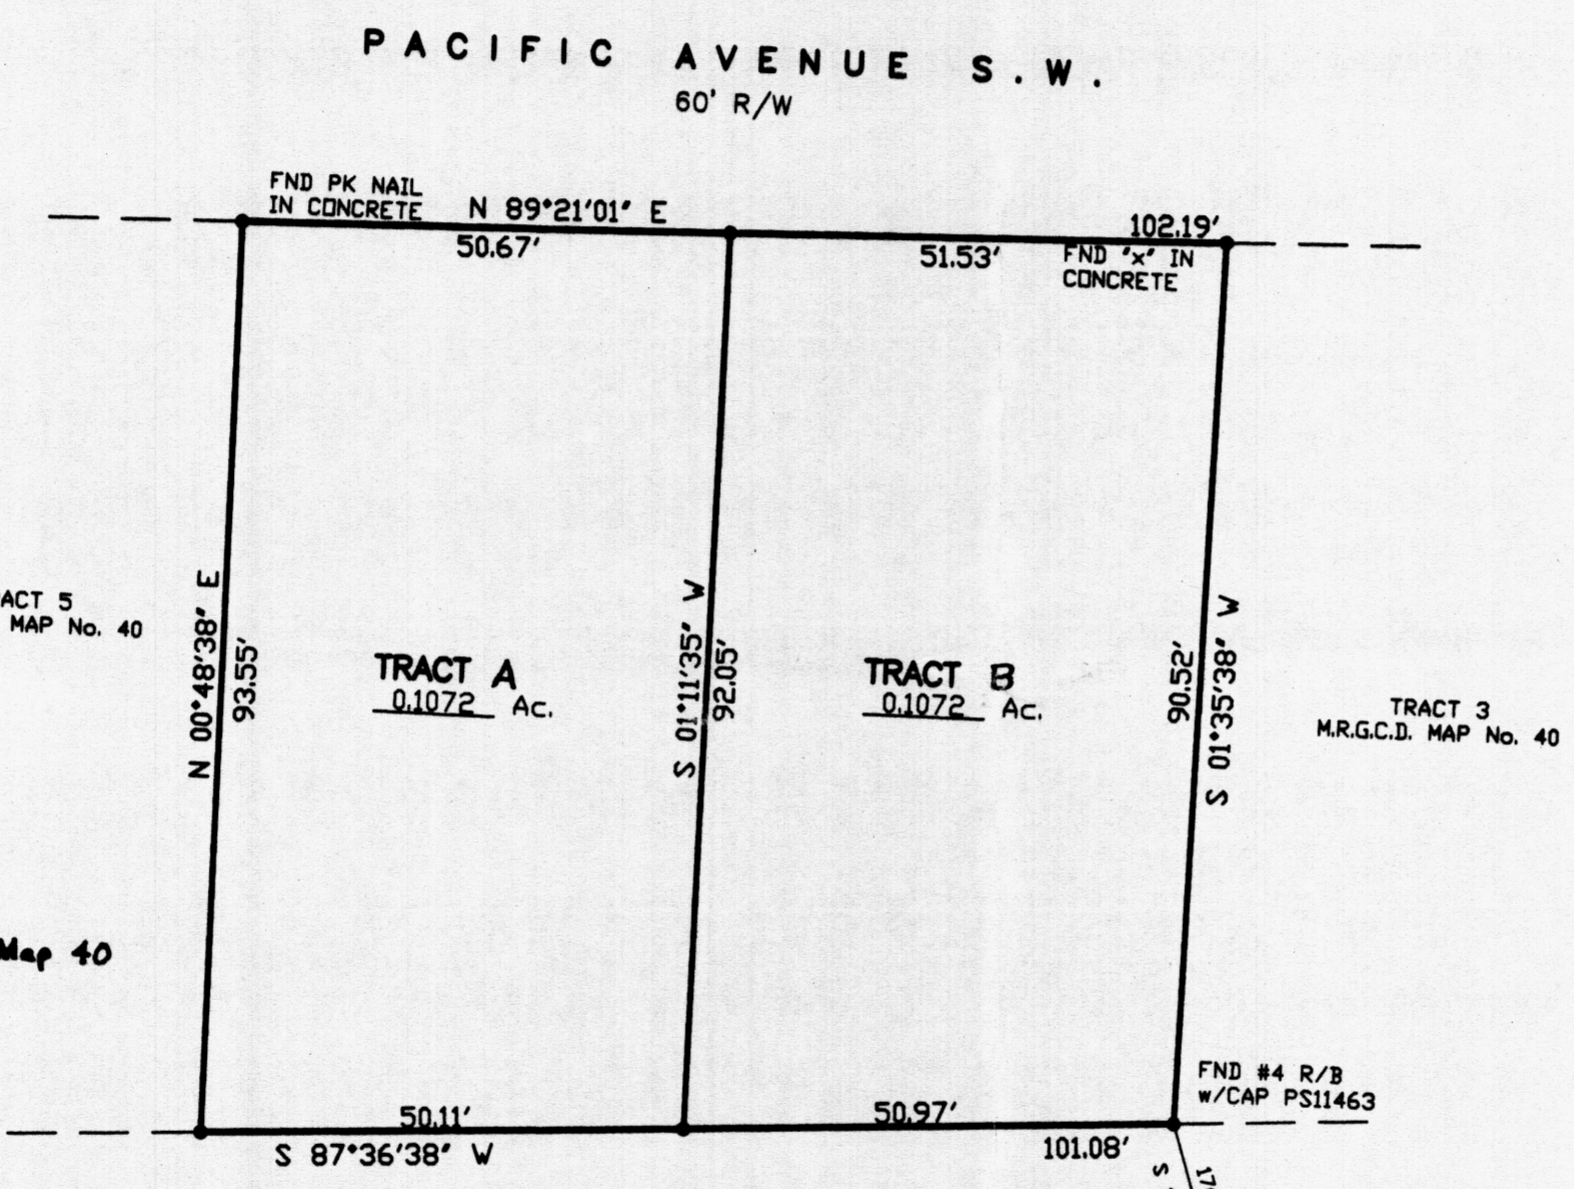 PACIFIC AVENUE S.W.
60' R/W
FND PK NAIL
IN CONCRETE
N 89°21'01" E
50.67'
102.19'
51.53'
FND "x" IN
CONCRETE
N 00°48'38" E
93.55'
S 01°11'35" W
92.05'
90.52'
S 01°35'38" W
ACT 5
MAP No. 40
TRACT A
0.1072 Ac.
TRACT B
0.1072 Ac.
TRACT 3
M.R.G.C.D. MAP No. 40
Map 40
FND #4 R/B
w/CAP PS11463
50.11'
50.97'
S 87°36'38" W
101.08'
S
17